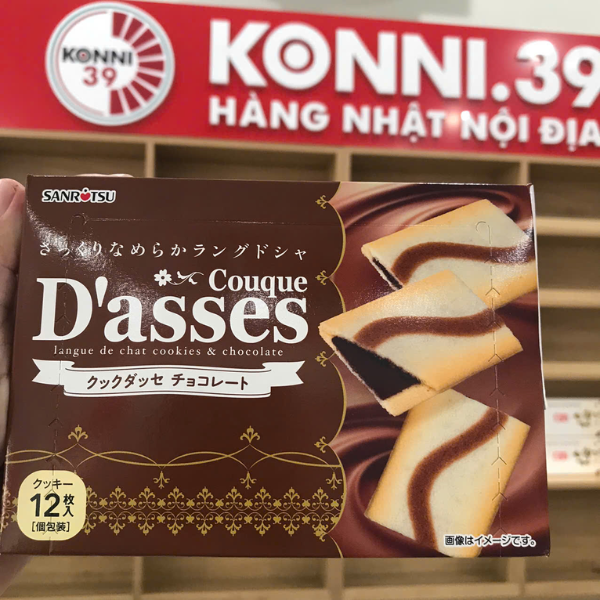 KONNI
39
KONNI.39
HÀNG NHẬT NỘI ĐỊA
SANRITSU
さっくりなめらかラングドシャ
Couque
D'asses
langue de chat cookies & chocolate
クックダッセ チョコレート
クッキー
12枚入
[個包装]
画像はイメージです。